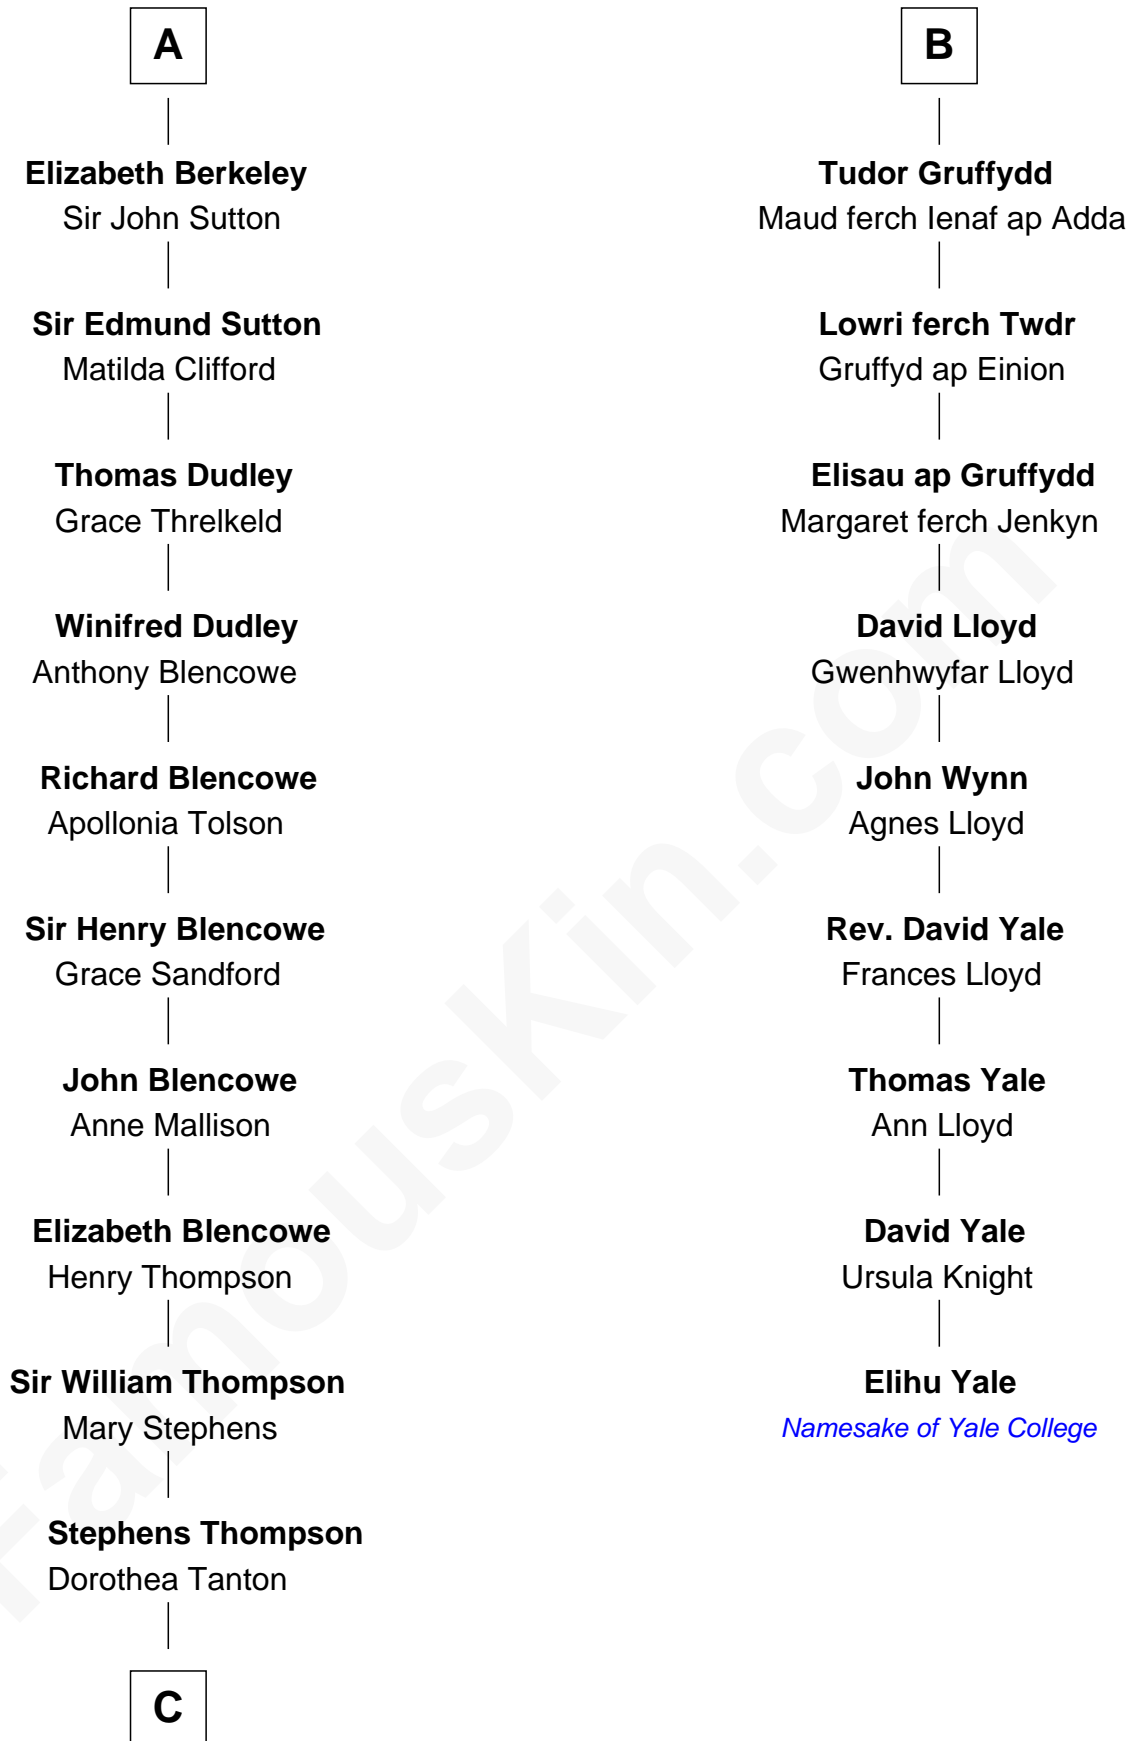 A
Elizabeth Berkeley
Sir John Sutton
Sir Edmund Sutton
Matilda Clifford
Thomas Dudley
Grace Threlkeld
Winifred Dudley
Anthony Blencowe
Richard Blencowe
Apollonia Tolson
Sir Henry Blencowe
Grace Sandford
John Blencowe
Anne Mallison
Elizabeth Blencowe
Henry Thompson
Sir William Thompson
Mary Stephens
Stephens Thompson
Dorothea Tanton
C
B
Tudor Gruffydd
Maud ferch Ienaf ap Adda
Lowri ferch Twdr
Gruffyd ap Einion
Elisau ap Gruffydd
Margaret ferch Jenkyn
David Lloyd
Gwenhwyfar Lloyd
John Wynn
Agnes Lloyd
Rev. David Yale
Frances Lloyd
Thomas Yale
Ann Lloyd
David Yale
Ursula Knight
Elihu Yale
Namesake of Yale College
FamousKin.com